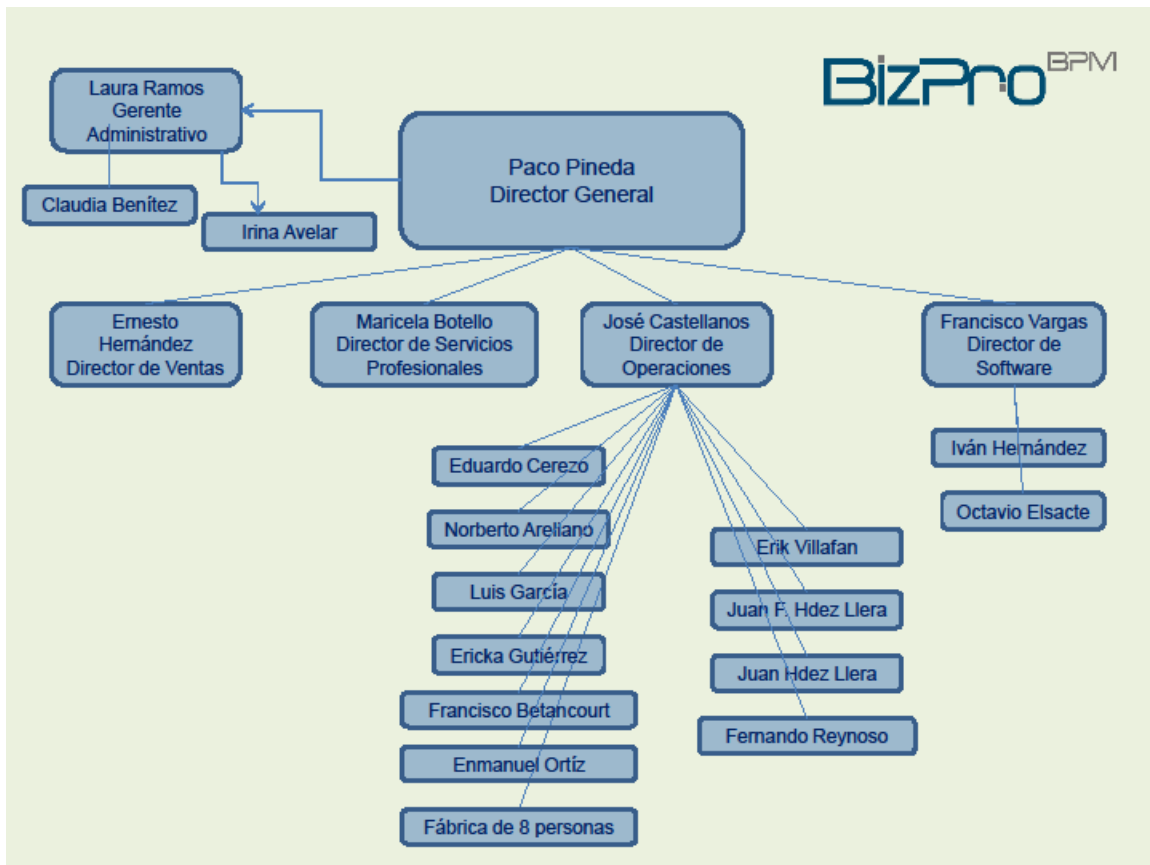 BizPro BPM
Laura Ramos
Gerente
Administrativo
Paco Pineda
Director General
Claudia Benítez
Irina Avelar
Ernesto
Hernández
Director de Ventas
Maricela Botello
Director de Servicios
Profesionales
José Castellanos
Director de
Operaciones
Francisco Vargas
Director de
Software
Eduardo Cerezo
Norberto Arellano
Luis García
Ericka Gutiérrez
Francisco Betancourt
Enmanuel Ortíz
Fábrica de 8 personas
Erik Villafan
Juan F. Hdez Llera
Juan Hdez Llera
Fernando Reynoso
Iván Hernández
Octavio Elsacte